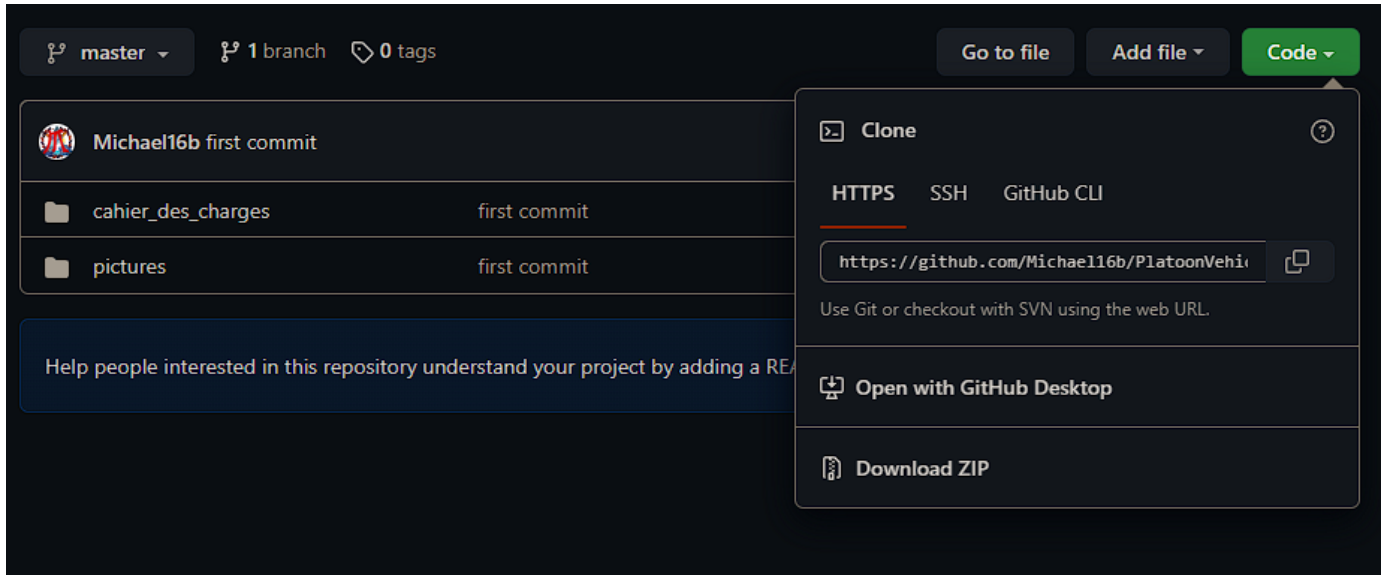 master
1 branch
0 tags
Go to file
Add file
Code
Michael16b first commit
cahier_des_charges first commit
pictures first commit
Help people interested in this repository understand your project by adding a
Clone
HTTPS SSH GitHub CLI
https://github.com/Michael16b/PlatoonVehi
Use Git or checkout with SVN using the web URL.
Open with GitHub Desktop
Download ZIP